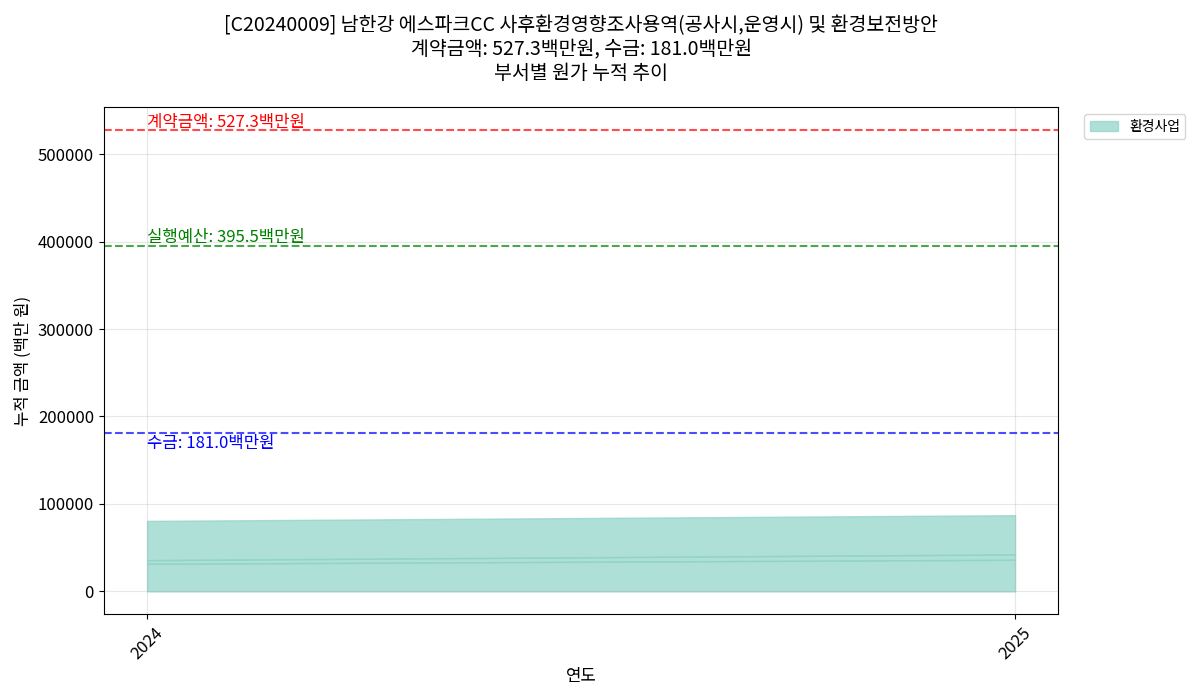 [C20240009] 남한강 에스파크CC 사후환경영향조사용역(공사시,운영시) 및 환경보전방안
계약금액: 527.3백만원, 수금: 181.0백만원
부서별 원가 누적 추이
계약금액: 527.3백만원
환경사업
500000
실행예산: 395.5백만원
400000
300000
200000
수금: 181.0백만원
100000
0
누적 금액 (백만 원)
2024
2025
연도